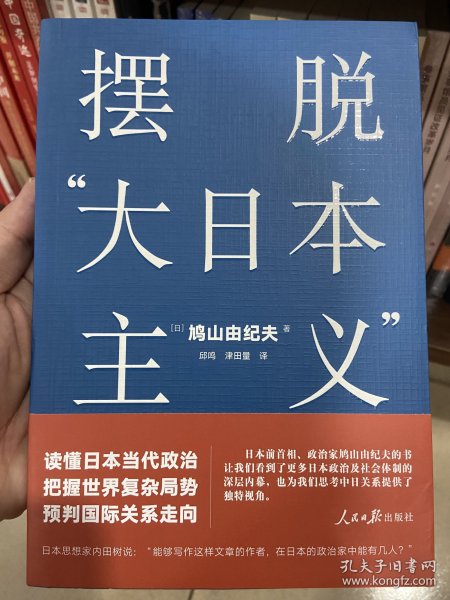 摆脱
“大日本
主义”
[日] 鸠山由纪夫 著
邱鸣 津田量 译
读懂日本当代政治
把握世界复杂局势
预判国际关系走向
日本前首相、政治家鸠山由纪夫的书
让我们看到了更多日本政治及社会体制的
深层内幕，也为我们思考中日关系提供了
独特视角。
人民日报出版社
日本思想家内田树说：“能够写作这样文章的作者，在日本的政治家中能有几人？”
孔夫子旧书网
kongfz.com